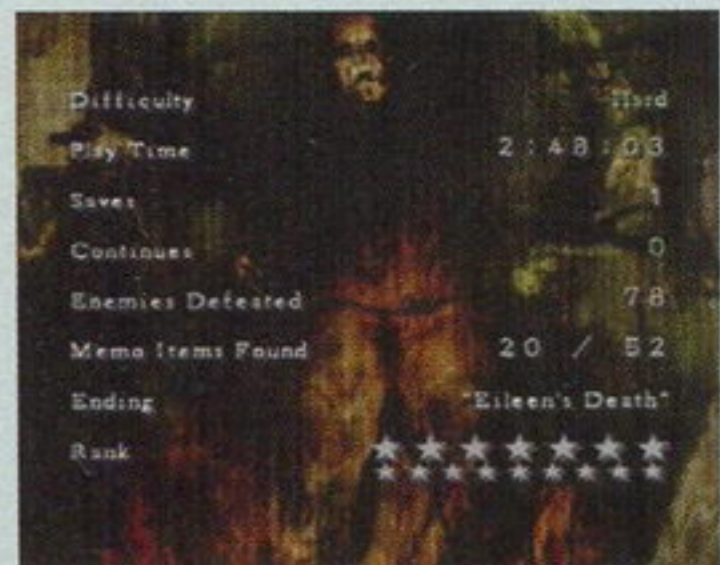 Difficulty Hard
Play Time 2:48:03
Saves 1
Continues 0
Enemies Defeated 78
Memo Items Found 20 / 52
Ending "Eileen's Death"
Rank